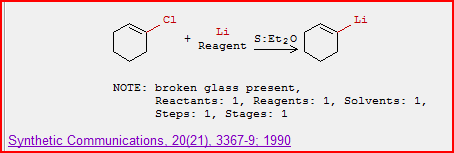 Cl
Li
+
Li
S:Et2O
Reagent
NOTE: broken glass present,
Reactants: 1, Reagents: 1, Solvents: 1,
Steps: 1, Stages: 1
Synthetic Communications, 20(21), 3367-9; 1990